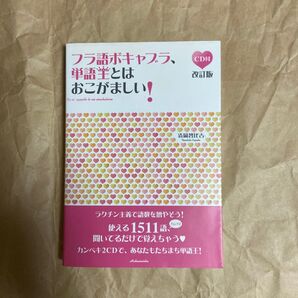 フラ語ボキャブラ、
単語王とは
おこがましい!
CD付
改訂版
清岡智比古
ラクチン主義で語彙を増やそう!
使える1511語、
聞いてるだけで覚えちゃう
カンペキ2CDで、あなたもたちまち単語王!